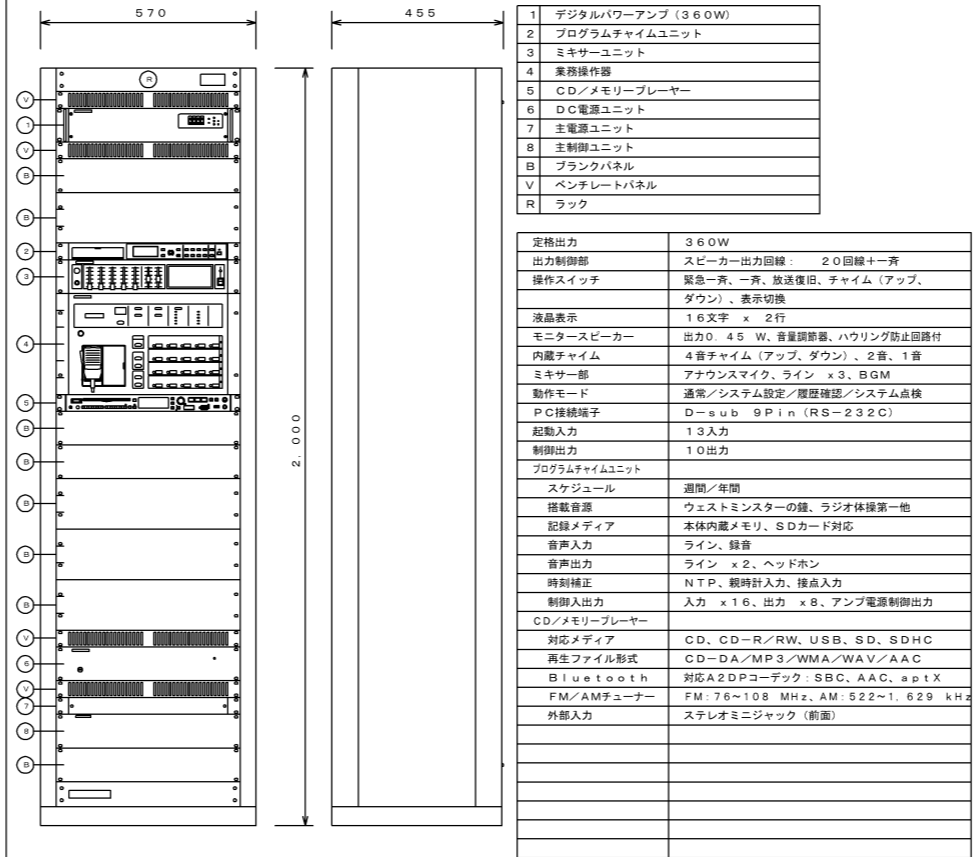 570
455
2.000
R
V
1
V
B
B
2
3
4
5
B
B
B
B
B
V
6
V
7
8
B
1 デジタルパワーアンプ（360W）
2 プログラムチャイムユニット
3 ミキサーユニット
4 業務操作器
5 CD／メモリープレーヤー
6 DC電源ユニット
7 主電源ユニット
8 主制御ユニット
B ブランクパネル
V ベンチレートパネル
R ラック
定格出力 360W
出力制御部 スピーカー出力回線： 20回線＋一斉
操作スイッチ 緊急一斉、一斉、放送復旧、チャイム（アップ、
ダウン）、表示切換
液晶表示 16文字 x 2行
モニタースピーカー 出力0.45 W、音量調節器、ハウリング防止回路付
内蔵チャイム 4音チャイム（アップ、ダウン）、2音、1音
ミキサー部 アナウンスマイク、ライン x3、BGM
動作モード 通常／システム設定／履歴確認／システム点検
PC接続端子 D－sub 9Pin（RS－232C）
起動入力 13入力
制御出力 10出力
プログラムチャイムユニット
スケジュール 週間／年間
搭載音源 ウェストミンスターの鐘、ラジオ体操第一他
記録メディア 本体内蔵メモリ、SDカード対応
音声入力 ライン、録音
音声出力 ライン x2、ヘッドホン
時刻補正 NTP、親時計入力、接点入力
制御入出力 入力 x16、出力 x8、アンプ電源制御出力
CD／メモリープレーヤー
対応メディア CD、CD－R／RW、USB、SD、SDHC
再生ファイル形式 CD－DA／MP3／WMA／WAV／AAC
Bluetooth 対応A2DPコーデック：SBC、AAC、aptX
FM／AMチューナー FM：76～108 MHz、AM：522～1.629 kHz
外部入力 ステレオミニジャック（前面）